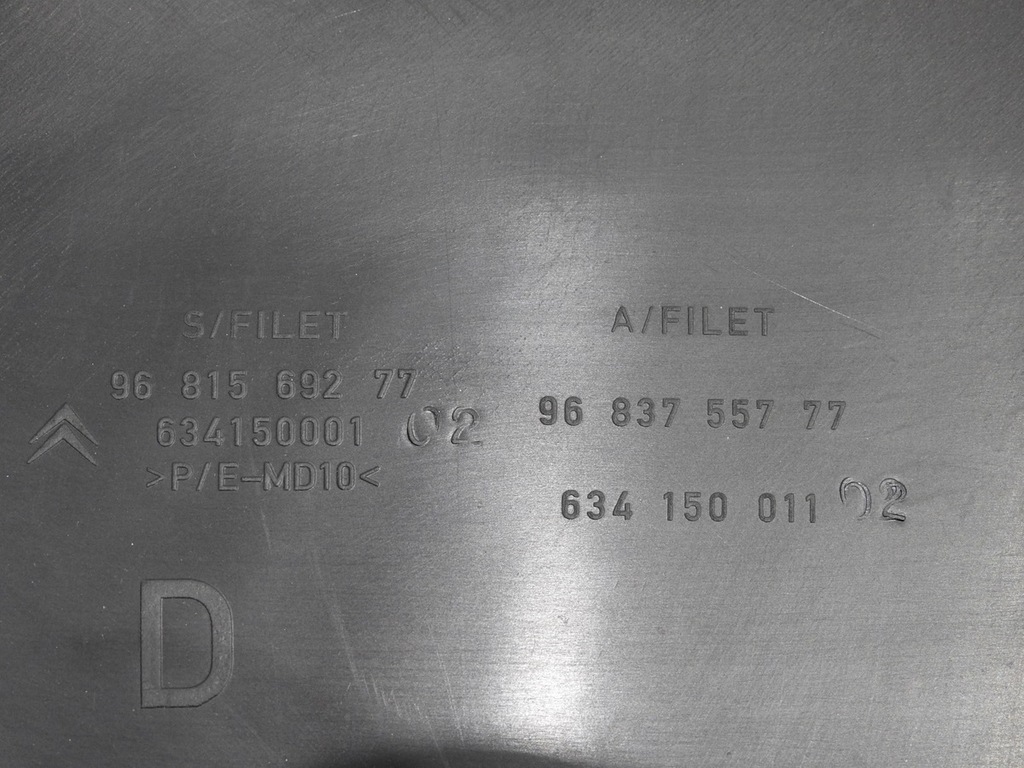 S/FILET
96 815 692 77
634150001 02
>P/E-MD10<
D
A/FILET
96 837 557 77
634 150 011 02